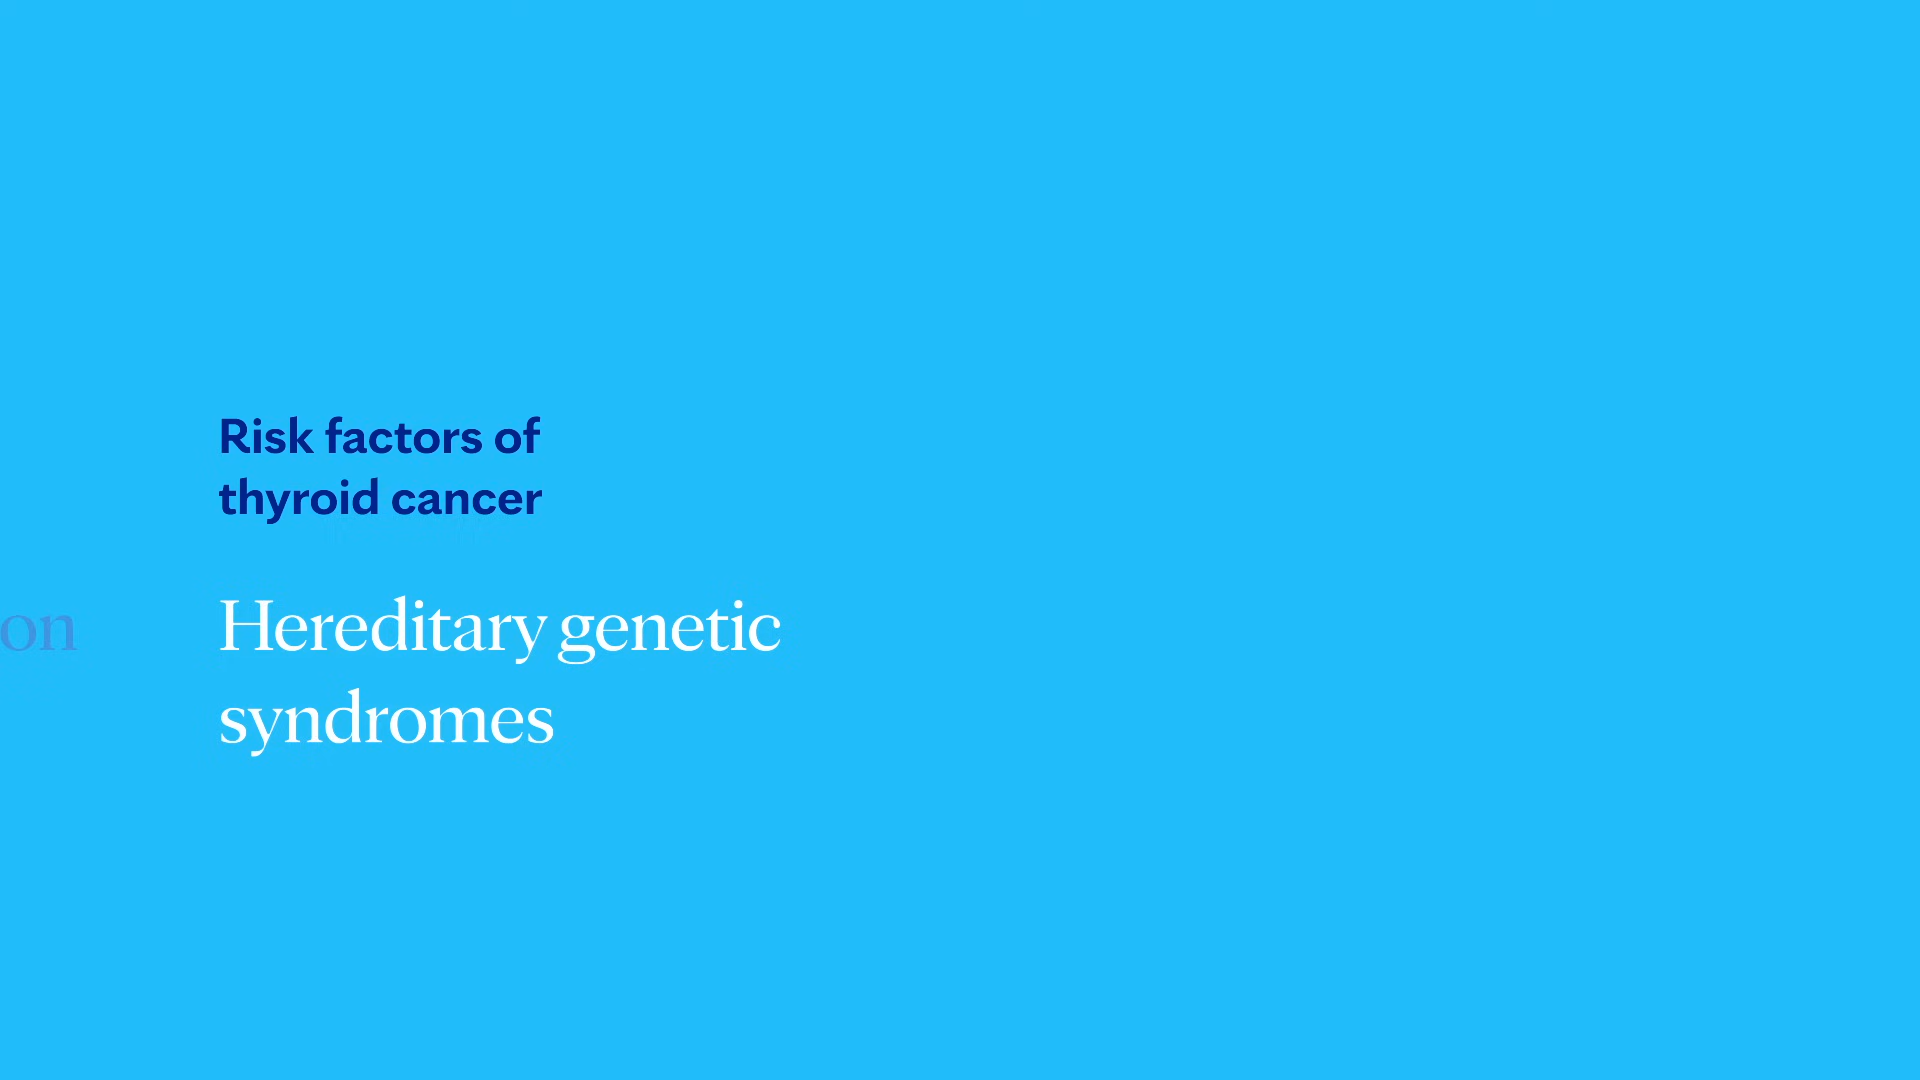 Risk factors of
thyroid cancer
on
Hereditary genetic
syndromes